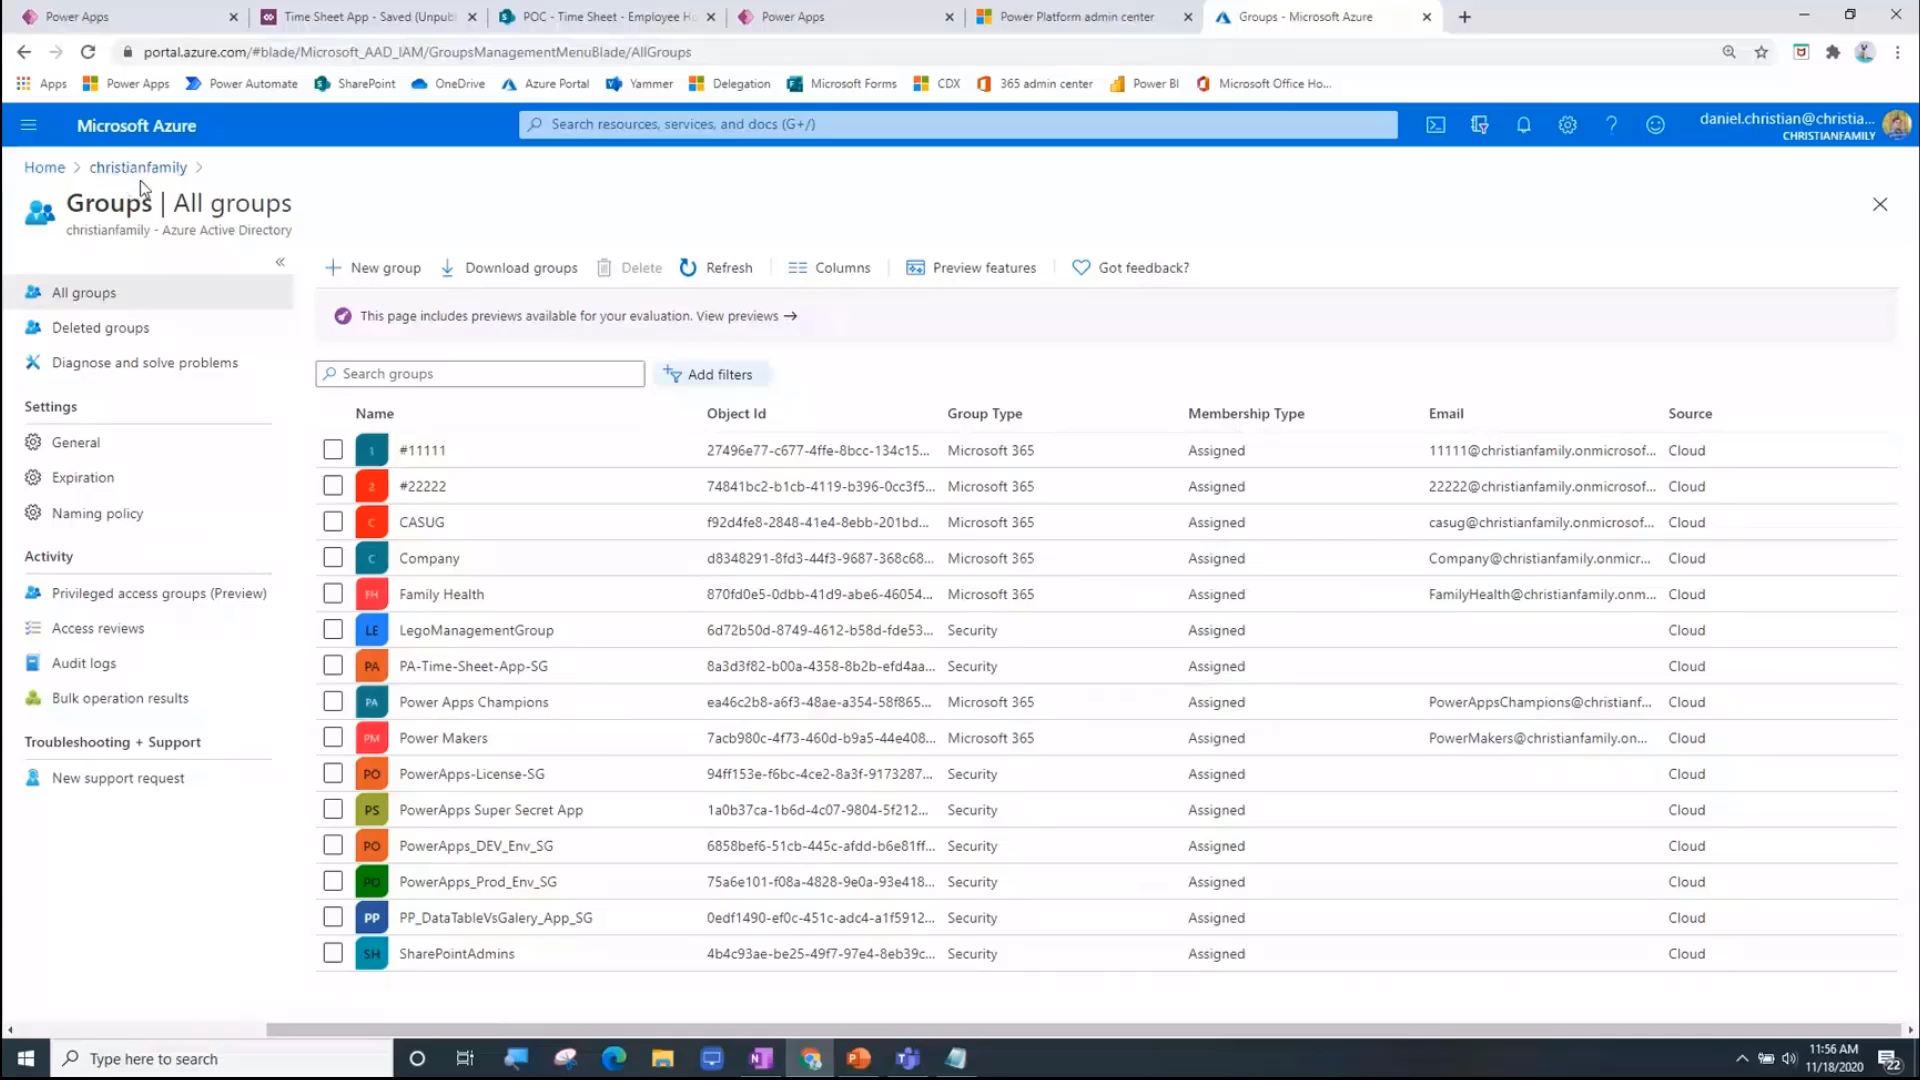 Power Apps
Time Sheet App - Saved (Unpubl
POC - Time Sheet - Employee H
Power Apps
Power Platform admin center
Groups - Microsoft Azure
portal.azure.com/#blade/Microsoft_AAD_IAM/GroupsManagementMenuBlade/AllGroups
Apps
Power Apps
Power Automate
SharePoint
OneDrive
Azure Portal
Yammer
Delegation
Microsoft Forms
CDX
365 admin center
Power BI
Microsoft Office Ho...
Microsoft Azure
Search resources, services, and docs (G+/)
daniel.christian@christia...
CHRISTIANFAMILY
Home > christianfamily >
Groups | All groups
christianfamily - Azure Active Directory
All groups
Deleted groups
Diagnose and solve problems
Settings
General
Expiration
Naming policy
Activity
Privileged access groups (Preview)
Access reviews
Audit logs
Bulk operation results
Troubleshooting + Support
New support request
New group
Download groups
Delete
Refresh
Columns
Preview features
Got feedback?
This page includes previews available for your evaluation. View previews →
Search groups
Add filters
Name Object Id Group Type Membership Type Email Source
1 #11111 27496e77-c677-4ffe-8bcc-134c15... Microsoft 365 Assigned 11111@christianfamily.onmicrosof... Cloud
2 #22222 74841bc2-b1cb-4119-b396-0cc3f5... Microsoft 365 Assigned 22222@christianfamily.onmicrosof... Cloud
C CASUG f92d4fe8-2848-41e4-8ebb-201bd... Microsoft 365 Assigned casug@christianfamily.onmicrosof... Cloud
C Company d8348291-8fd3-44f3-9687-368c68... Microsoft 365 Assigned Company@christianfamily.onmicr... Cloud
FH Family Health 870fd0e5-0dbb-41d9-abe6-46054... Microsoft 365 Assigned FamilyHealth@christianfamily.onm... Cloud
LE LegoManagementGroup 6d72b50d-8749-4612-b58d-fde53... Security Assigned Cloud
PA PA-Time-Sheet-App-SG 8a3d3f82-b00a-4358-8b2b-efd4aa... Security Assigned Cloud
PA Power Apps Champions ea46c2b8-a6f3-48ae-a354-58f865... Microsoft 365 Assigned PowerAppsChampions@christianf... Cloud
PM Power Makers 7acb980c-4f73-460d-b9a5-44e408... Microsoft 365 Assigned PowerMakers@christianfamily.on... Cloud
PO PowerApps-License-SG 94ff153e-f6bc-4ce2-8a3f-9173287... Security Assigned Cloud
PS PowerApps Super Secret App 1a0b37ca-1b6d-4c07-9804-5f212... Security Assigned Cloud
PO PowerApps_DEV_Env_SG 6858bef6-51cb-445c-afdd-b6e81ff... Security Assigned Cloud
PO PowerApps_Prod_Env_SG 75a6e101-f08a-4828-9e0a-93e418... Security Assigned Cloud
PP PP_DataTableVsGalery_App_SG 0edf1490-ef0c-451c-adc4-a1f5912... Security Assigned Cloud
SH SharePointAdmins 4b4c93ae-be25-49f7-97e4-8eb39c... Security Assigned Cloud
Type here to search
11:56 AM
11/18/2020
22